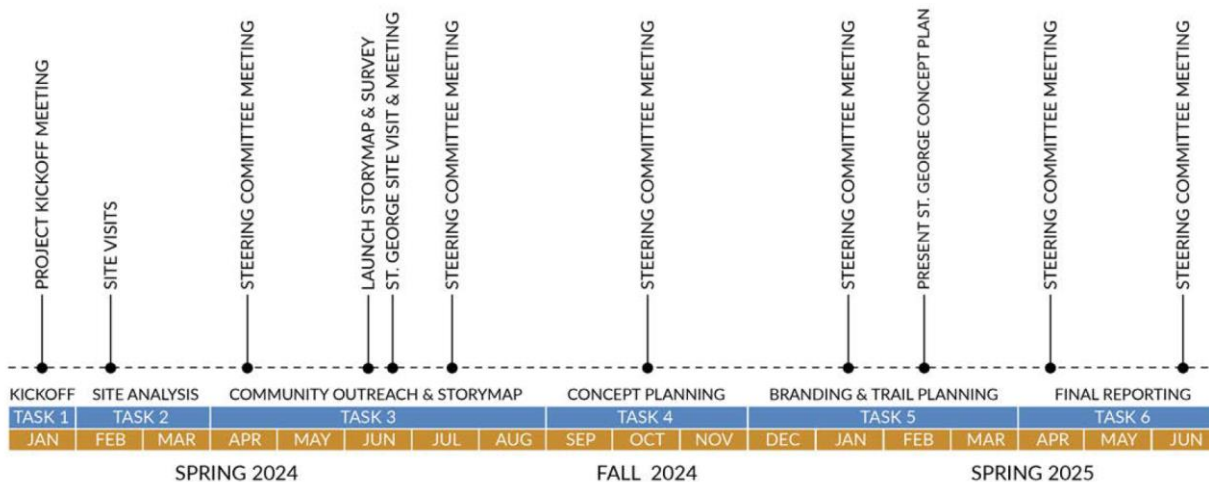 PROJECT KICKOFF MEETING
SITE VISITS
STEERING COMMITTEE MEETING
LAUNCH STORYMAP & SURVEY
ST. GEORGE SITE VISIT & MEETING
STEERING COMMITTEE MEETING
STEERING COMMITTEE MEETING
STEERING COMMITTEE MEETING
PRESENT ST. GEORGE CONCEPT PLAN
STEERING COMMITTEE MEETING
STEERING COMMITTEE MEETING
KICKOFF SITE ANALYSIS COMMUNITY OUTREACH & STORYMAP CONCEPT PLANNING BRANDING & TRAIL PLANNING FINAL REPORTING
TASK 1 TASK 2 TASK 3 TASK 4 TASK 5 TASK 6
JAN FEB MAR APR MAY JUN JUL AUG SEP OCT NOV DEC JAN FEB MAR APR MAY JUN
SPRING 2024 FALL 2024 SPRING 2025